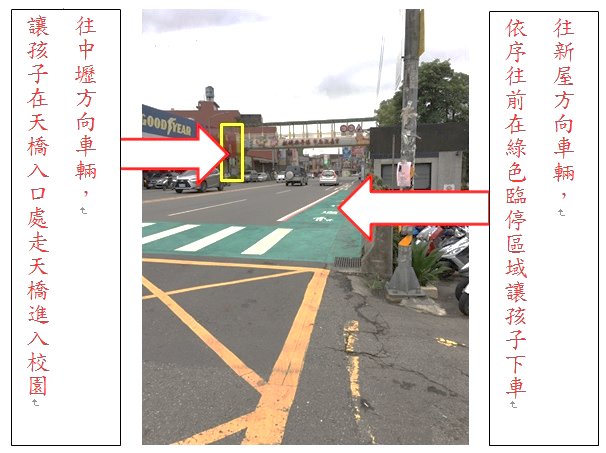 往新屋方向車輛，
依序往前在綠色臨停區域讓孩子下車
往中壢方向車輛，
讓孩子在天橋入口處走天橋進入校園
GOODYEAR